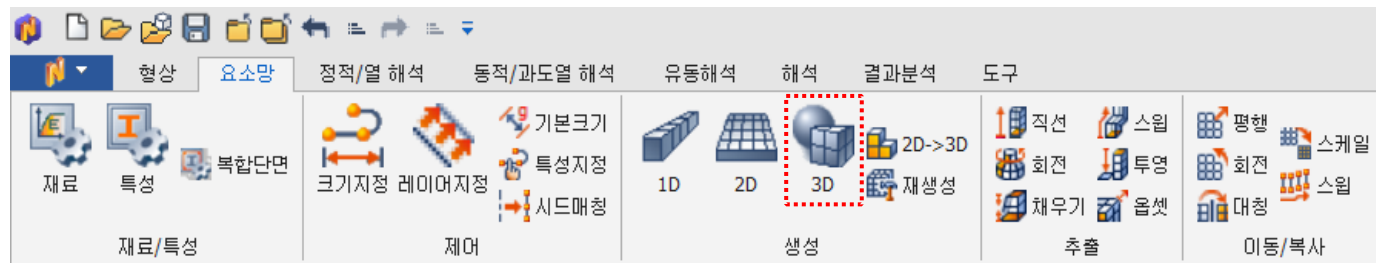 형상 요소망 정적/열 해석 동적/과도열 해석 유동해석 해석 결과분석 도구
재료 특성 복합단면
재료/특성
크기지정 레이어지정 기본크기
특성지정
시드매칭
제어
1D 2D 3D 2D->3D
재생성
생성
직선 스윕
회전 투영
채우기 옵셋
추출
평행 스케일
회전 스윕
대칭
이동/복사